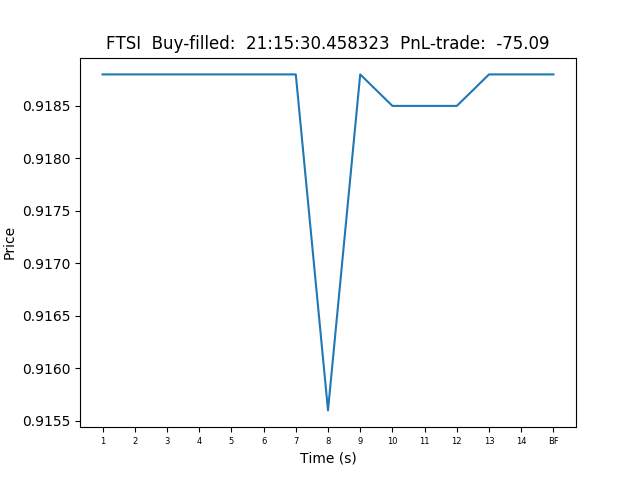 FTSI  Buy-filled:  21:15:30.458323  PnL-trade:  -75.09
Price
0.9185
0.9180
0.9175
0.9170
0.9165
0.9160
0.9155
1 2 3 4 5 6 7 8 9 10 11 12 13 14 BF
Time (s)